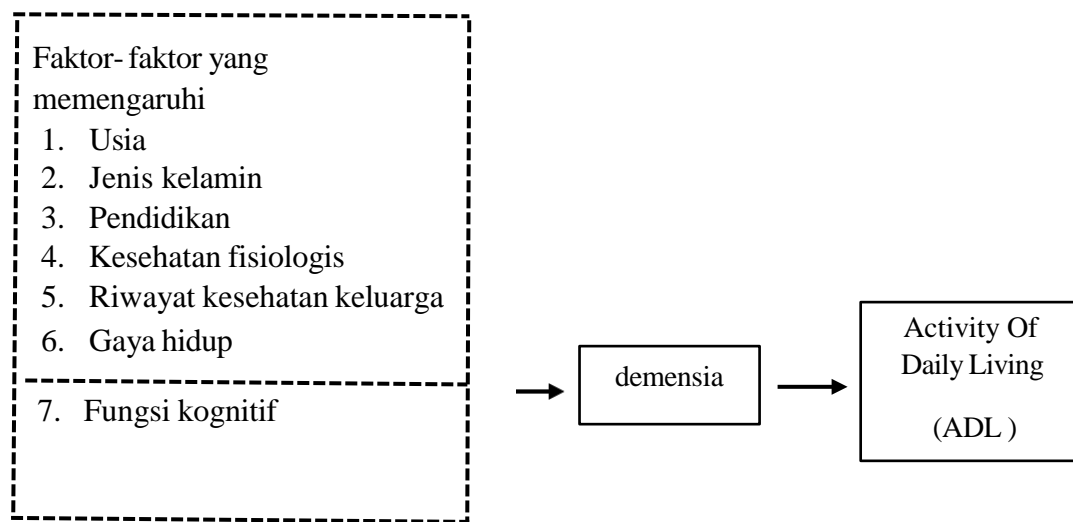 Faktor- faktor yang
memengaruhi
1. Usia
2. Jenis kelamin
3. Pendidikan
4. Kesehatan fisiologis
5. Riwayat kesehatan keluarga
6. Gaya hidup
7. Fungsi kognitif
demensia
Activity Of
Daily Living
(ADL )